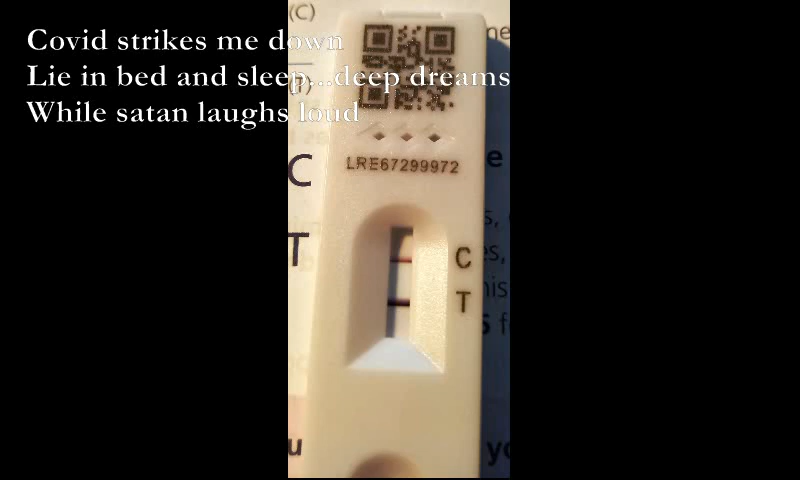 Covid strikes me down
Lie in bed and sleep...deep dreams
While satan laughs loud
(C)
(T)
C
T
LRE67299972
C
T